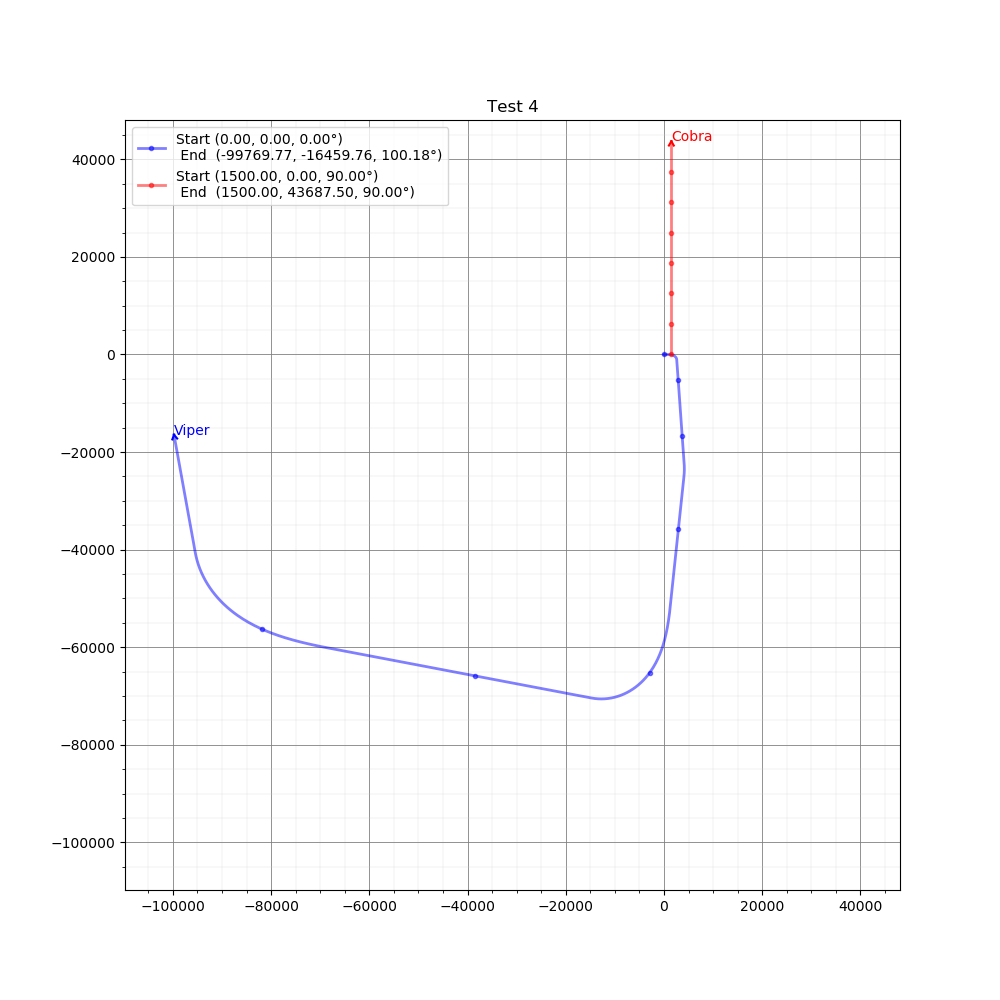 Test 4
Start (0.00, 0.00, 0.00°)
End  (-99769.77, -16459.76, 100.18°)
Start (1500.00, 0.00, 90.00°)
End  (1500.00, 43687.50, 90.00°)
Cobra
Viper
40000
20000
0
−20000
−40000
−60000
−80000
−100000
−100000 −80000 −60000 −40000 −20000 0 20000 40000